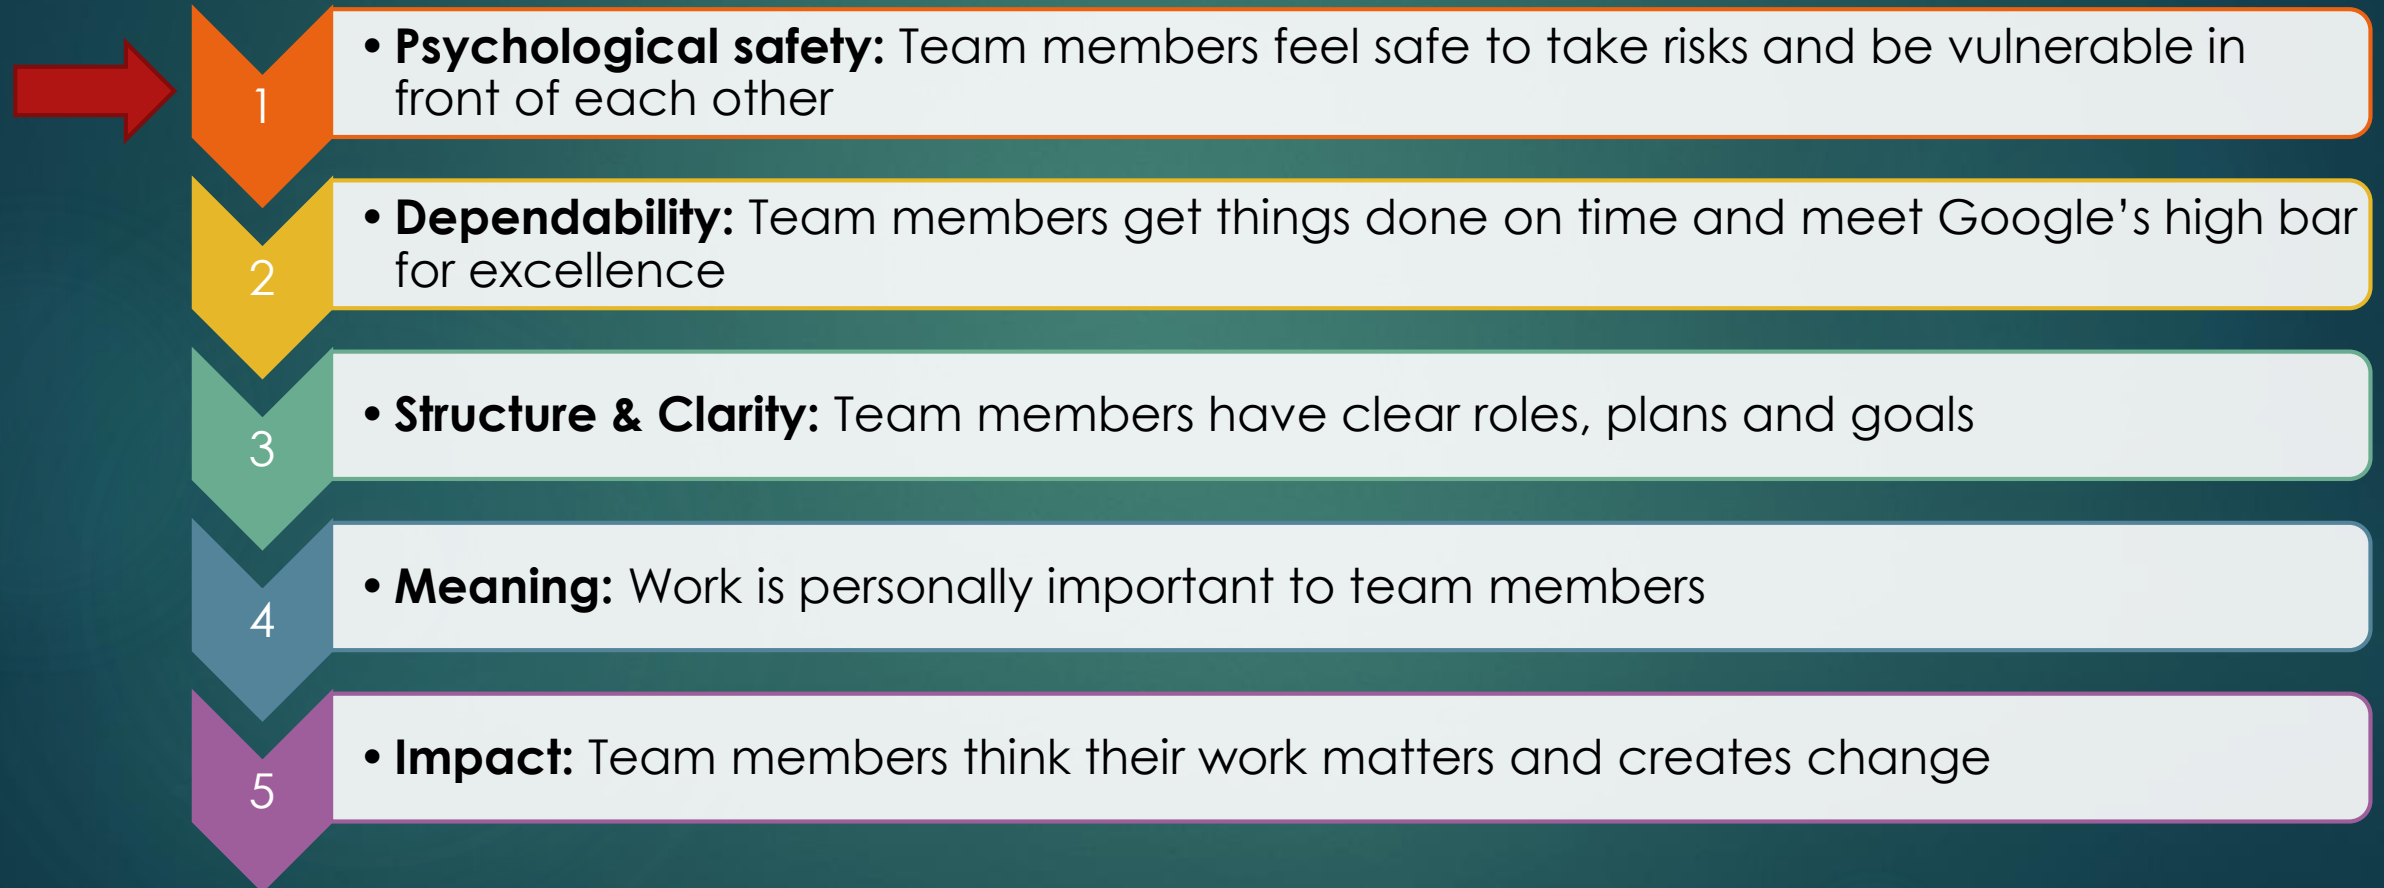 1
• Psychological safety: Team members feel safe to take risks and be vulnerable in
front of each other
2
• Dependability: Team members get things done on time and meet Google’s high bar
for excellence
3
• Structure & Clarity: Team members have clear roles, plans and goals
4
• Meaning: Work is personally important to team members
5
• Impact: Team members think their work matters and creates change